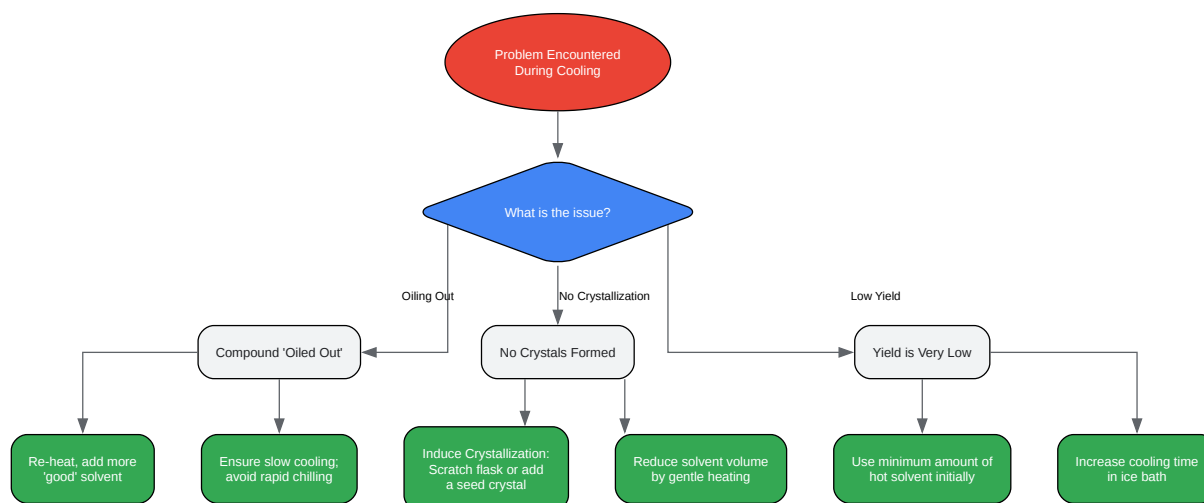 Problem Encountered
During Cooling
What is the issue?
Oiling Out
No Crystallization
Low Yield
Compound 'Oiled Out'
No Crystals Formed
Yield is Very Low
Re-heat, add more
'good' solvent
Ensure slow cooling;
avoid rapid chilling
Induce Crystallization:
Scratch flask or add
a seed crystal
Reduce solvent volume
by gentle heating
Use minimum amount of
hot solvent initially
Increase cooling time
in ice bath